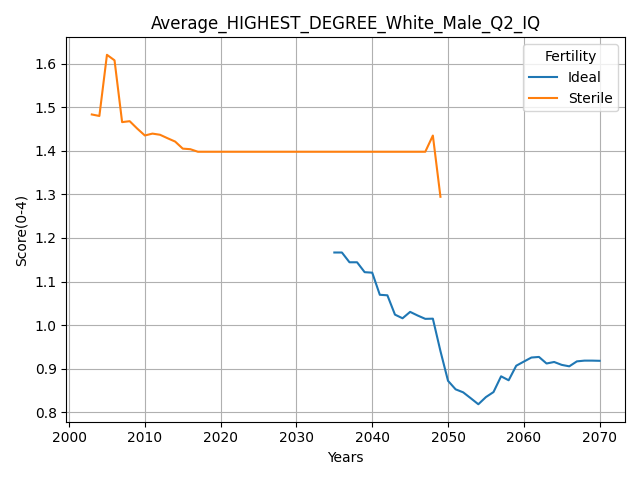 Average_HIGHEST_DEGREE_White_Male_Q2_IQ
Fertility
Ideal
Sterile
Score(0-4)
1.6
1.5
1.4
1.3
1.2
1.1
1.0
0.9
0.8
2000 2010 2020 2030 2040 2050 2060 2070
Years